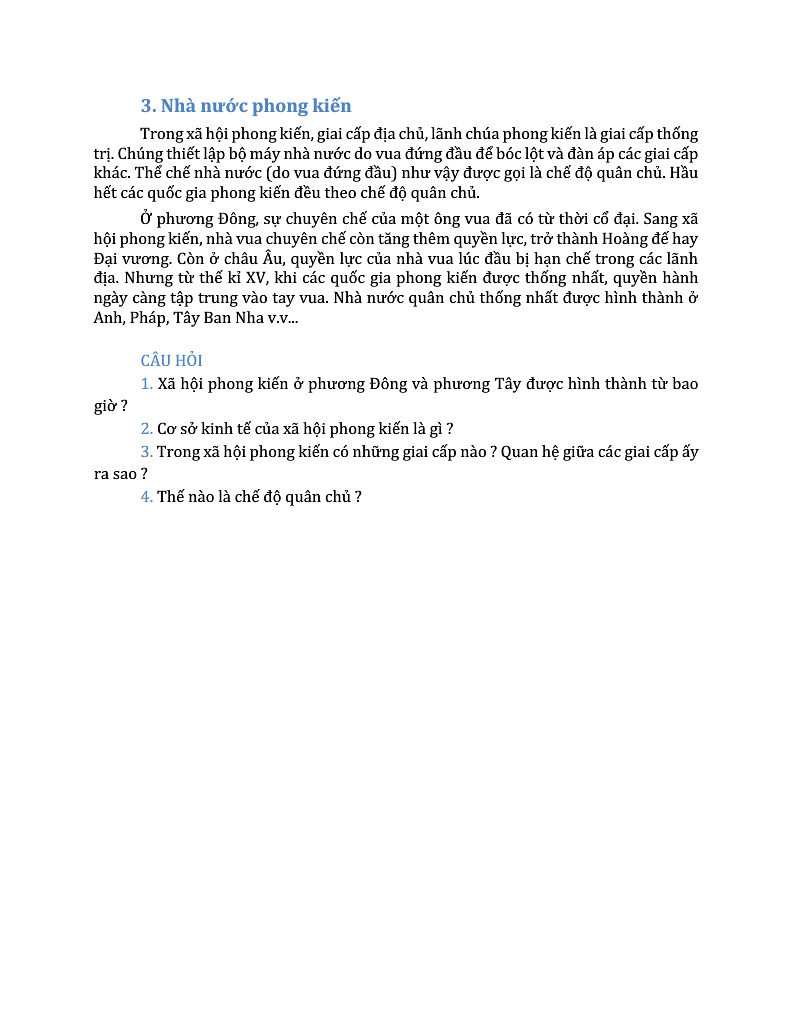 3. Nhà nước phong kiến
Trong xã hội phong kiến, giai cấp địa chủ, lãnh chúa phong kiến là giai cấp thống
trị. Chúng thiết lập bộ máy nhà nước do vua đứng đầu để bóc lột và đàn áp các giai cấp
khác. Thể chế nhà nước (do vua đứng đầu) như vậy được gọi là chế độ quân chủ. Hầu
hết các quốc gia phong kiến đều theo chế độ quân chủ.
Ở phương Đông, sự chuyên chế của một ông vua đã có từ thời cổ đại. Sang xã
hội phong kiến, nhà vua chuyên chế còn tăng thêm quyền lực, trở thành Hoàng đế hay
Đại vương. Còn ở châu Âu, quyền lực của nhà vua lúc đầu bị hạn chế trong các lãnh
địa. Nhưng từ thế kỉ XV, khi các quốc gia phong kiến được thống nhất, quyền hành
ngày càng tập trung vào tay vua. Nhà nước quân chủ thống nhất được hình thành ở
Anh, Pháp, Tây Ban Nha v.v...
CÂU HỎI
1. Xã hội phong kiến ở phương Đông và phương Tây được hình thành từ bao
giờ ?
2. Cơ sở kinh tế của xã hội phong kiến là gì ?
3. Trong xã hội phong kiến có những giai cấp nào ? Quan hệ giữa các giai cấp ấy
ra sao ?
4. Thế nào là chế độ quân chủ ?